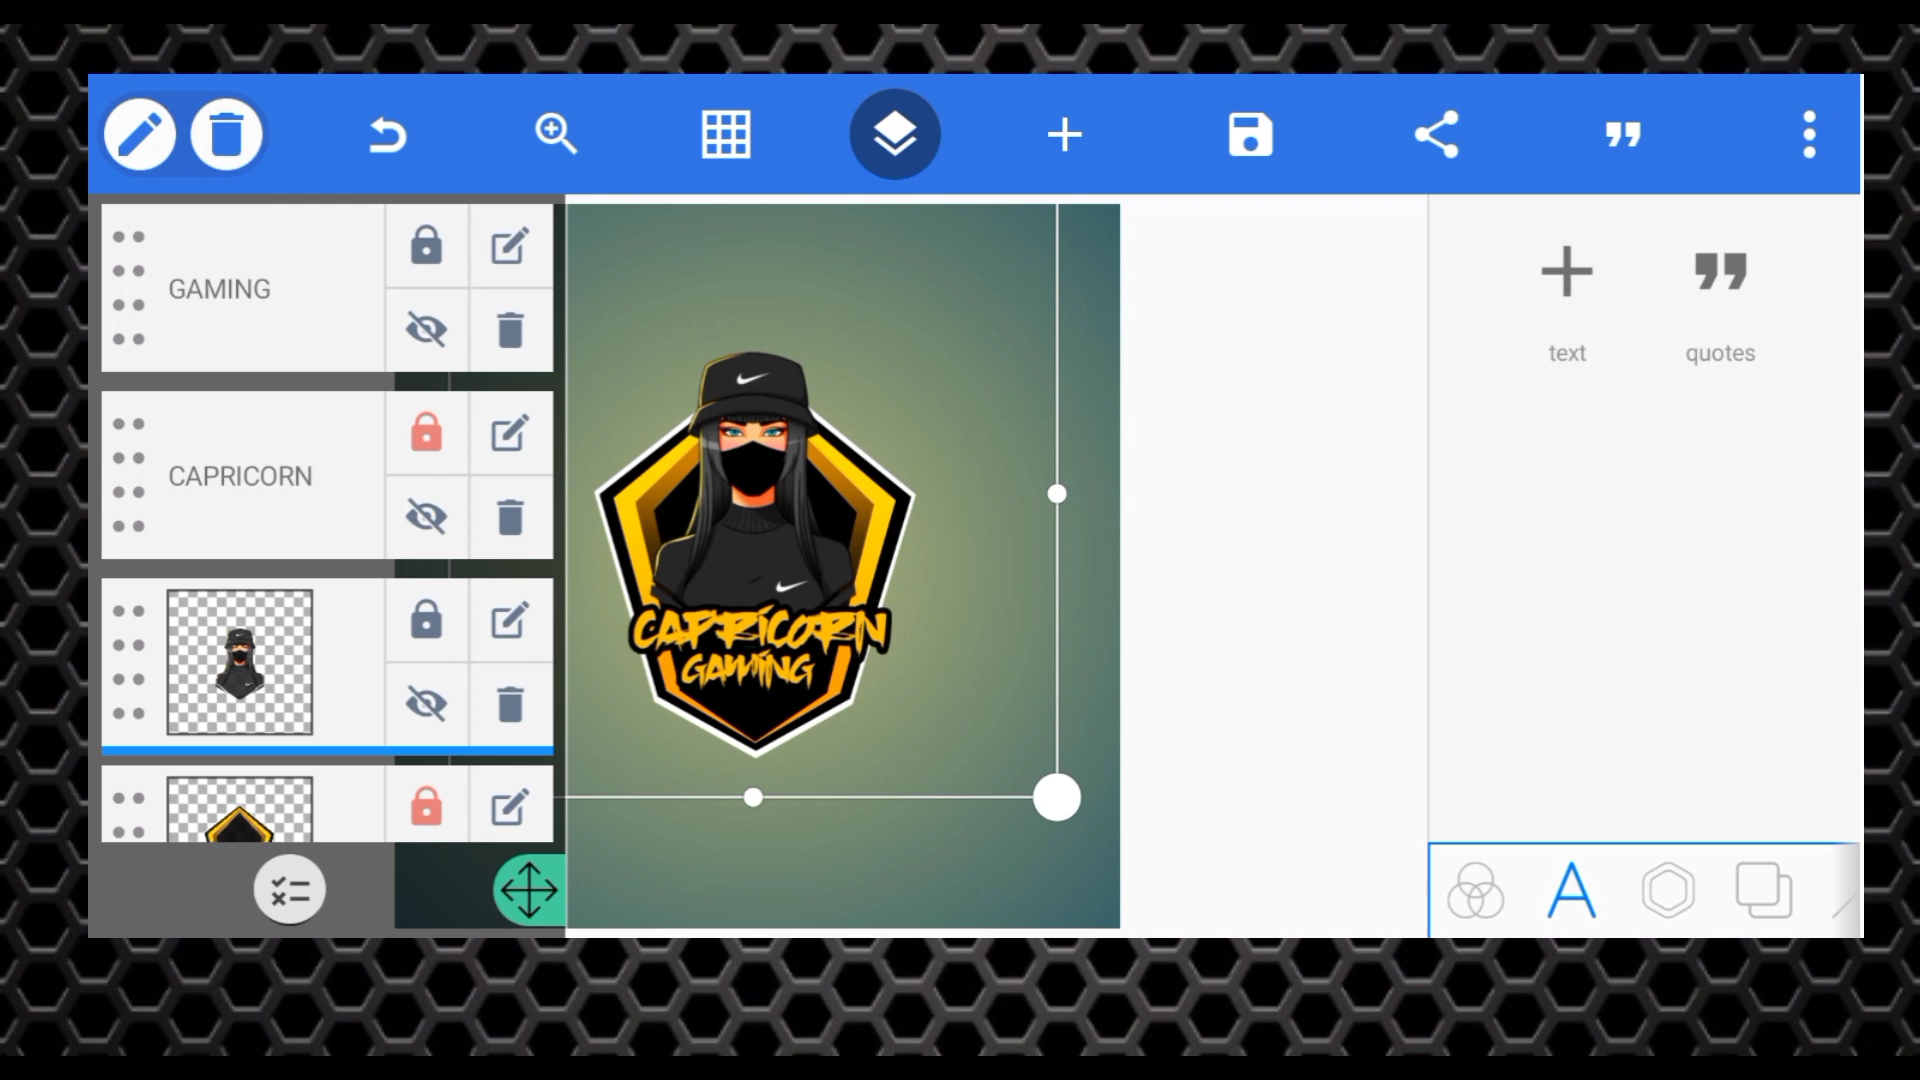 GAMING
CAPRICORN
text
quotes
CAPRiCORN
GAMiNG